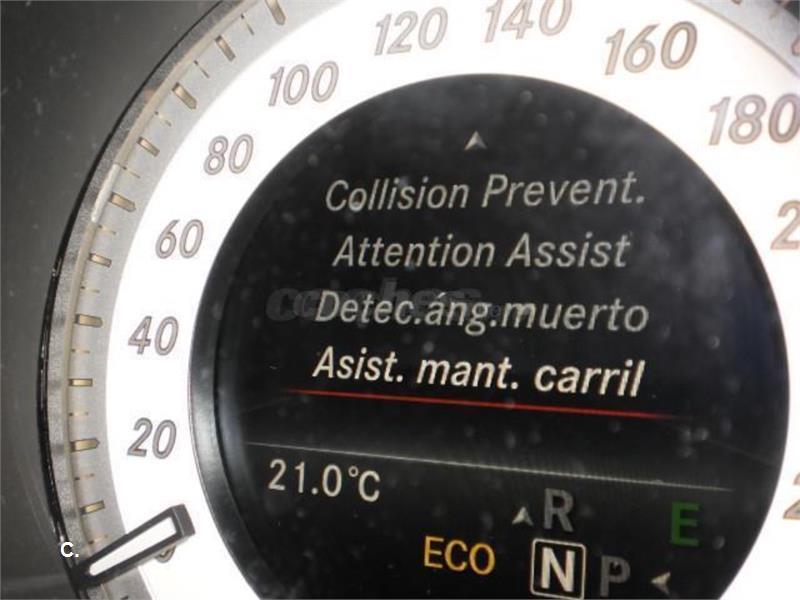 120
140
160
100
180
80
60
40
20
Collision Prevent.
Attention Assist
Detec.áng.muerto
Asist. mant. carril
21.0°C
R
E
ECO
N P
C.